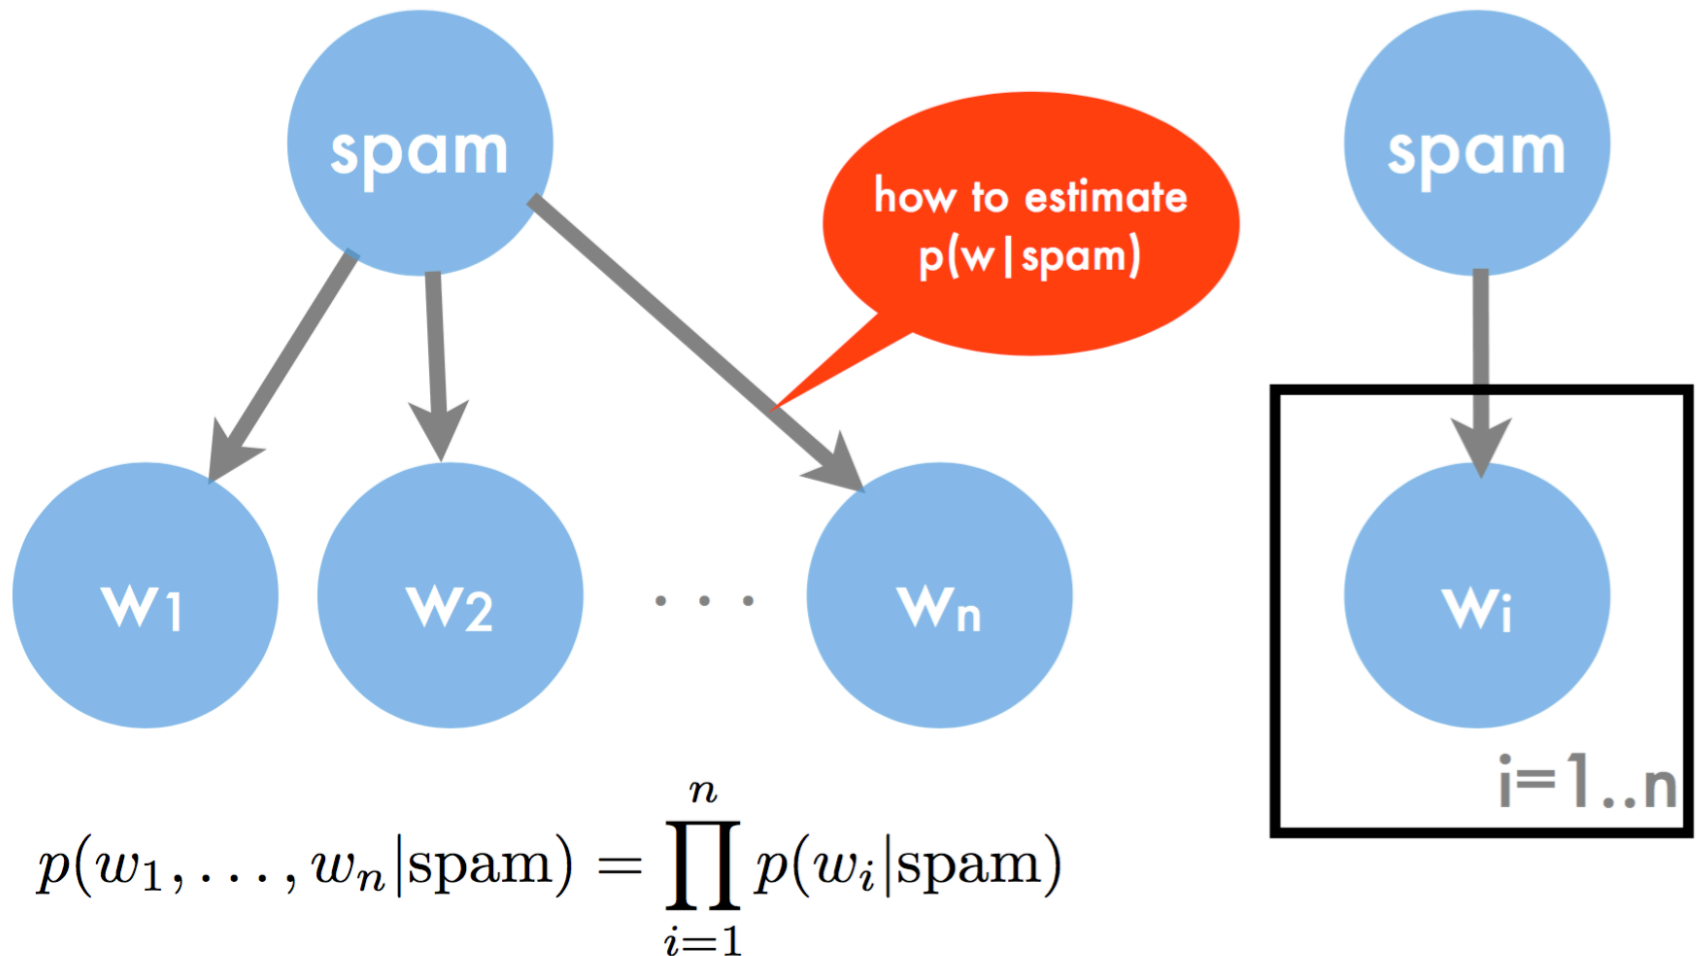 spam
how to estimate
p(w|spam)
w1
w2
. . .
wn
p(w1, . . . , wn|spam) = ∏_{i=1}^{n} p(wi|spam)
spam
wi
i=1..n